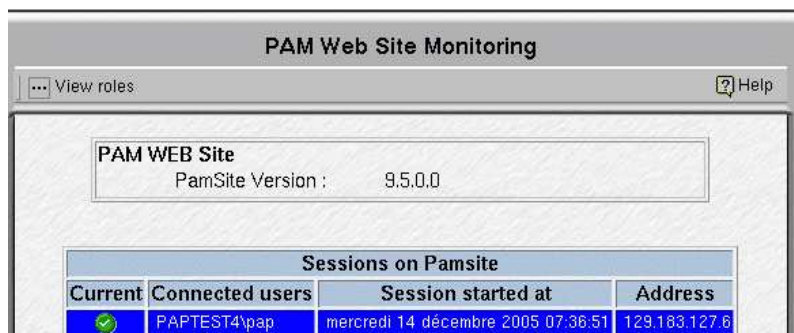 PAM Web Site Monitoring
... View roles
? Help
PAM WEB Site
PamSite Version : 9.5.0.0
Sessions on Pamsite
Current Connected users Session started at Address
PAPTEST4\pap mercredi 14 décembre 2005 07:36:51 129.183.127.6